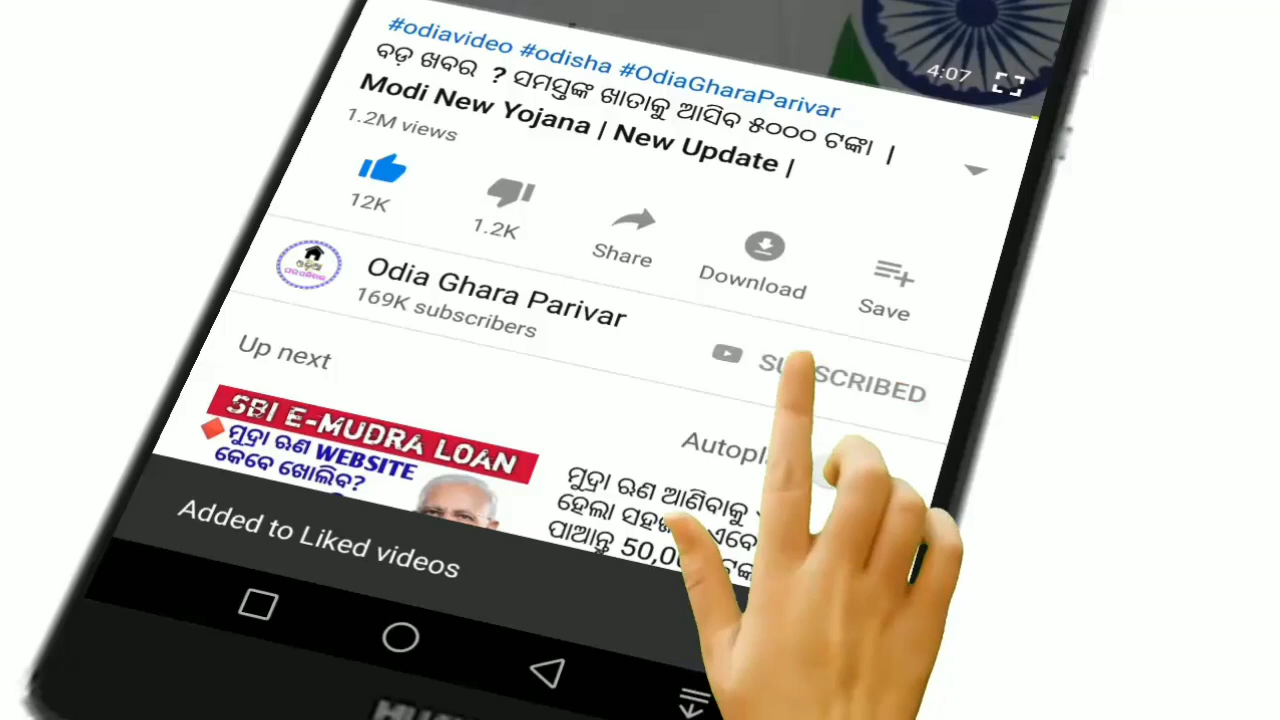 4:07
#odiavideo #odisha #OdiaGharaParivar
ବଡ଼ ଖବର ? ସମସ୍ତଙ୍କ ଖାତାକୁ ଆସିବ ୫୦୦୦ ଟଙ୍କା |
Modi New Yojana | New Update |
1.2M views
12K
1.2K
Share
Download
Save
Odia Ghara Parivar
169K subscribers
SUBSCRIBED
Up next
SBI E-MUDRA LOAN
ମୁଦ୍ରା ଋଣ WEBSITE
କେବେ ଖୋଲିବ?
ମୁଦ୍ରା ଋଣ ଆଣିବାକୁ
ହେଲା
ପାଆନ୍ତୁ
Added to Liked videos